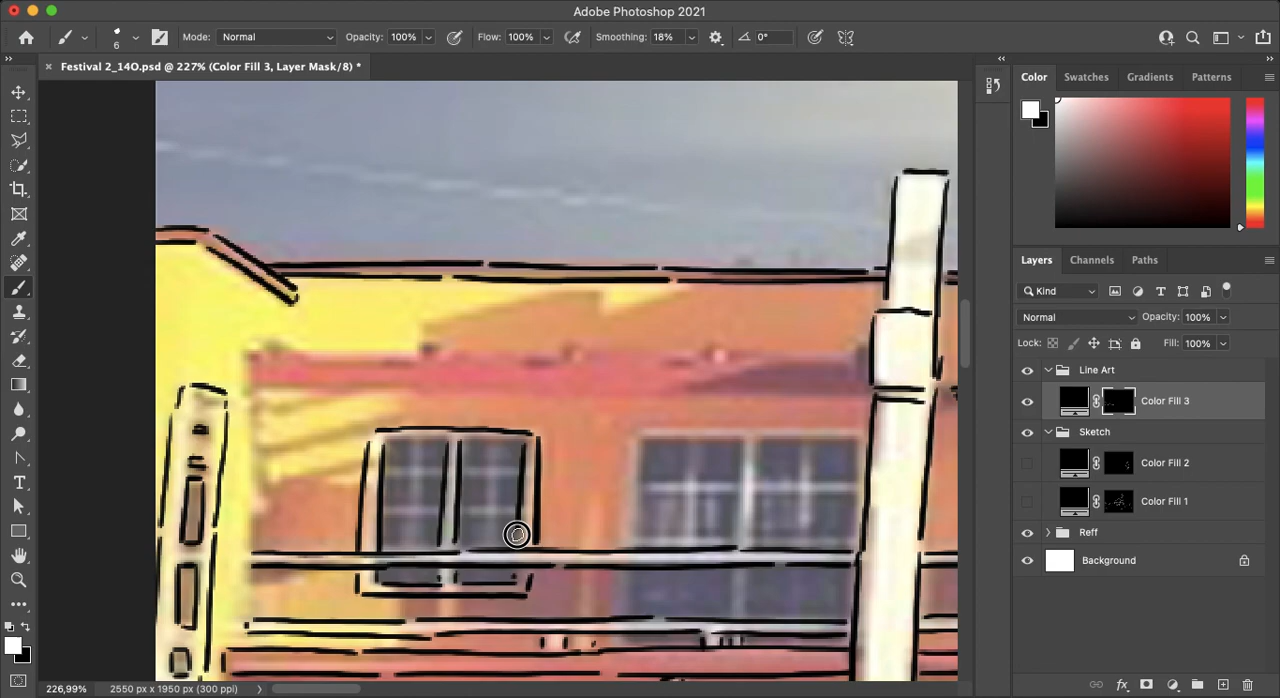 Adobe Photoshop 2021
6
Mode: Normal
Opacity: 100%
Flow: 100%
Smoothing: 18%
0°
Festival 2_14O.psd @ 227% (Color Fill 3, Layer Mask/8) *
Color
Swatches
Gradients
Patterns
Layers
Channels
Paths
Kind
Normal
Opacity: 100%
Lock:
Fill: 100%
Line Art
Color Fill 3
Sketch
Color Fill 2
Color Fill 1
Reff
Background
226,99%
2550 px x 1950 px (300 ppi)